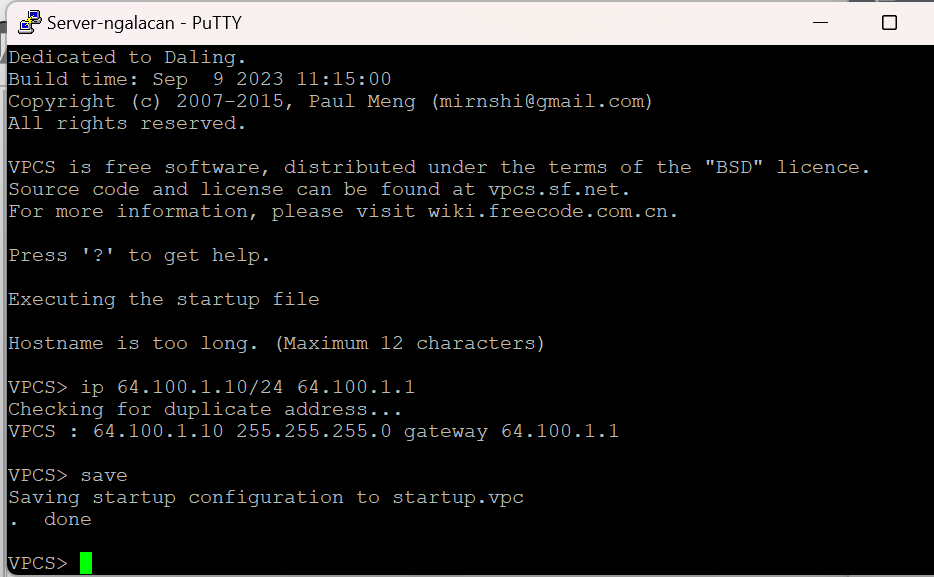 Server-ngalacan - PuTTY
Dedicated to Daling.
Build time: Sep  9 2023 11:15:00
Copyright (c) 2007-2015, Paul Meng (mirnshi@gmail.com)
All rights reserved.
VPCS is free software, distributed under the terms of the "BSD" licence.
Source code and license can be found at vpcs.sf.net.
For more information, please visit wiki.freecode.com.cn.
Press '?' to get help.
Executing the startup file
Hostname is too long. (Maximum 12 characters)
VPCS> ip 64.100.1.10/24 64.100.1.1
Checking for duplicate address...
VPCS : 64.100.1.10 255.255.255.0 gateway 64.100.1.1
VPCS> save
Saving startup configuration to startup.vpc
.  done
VPCS>